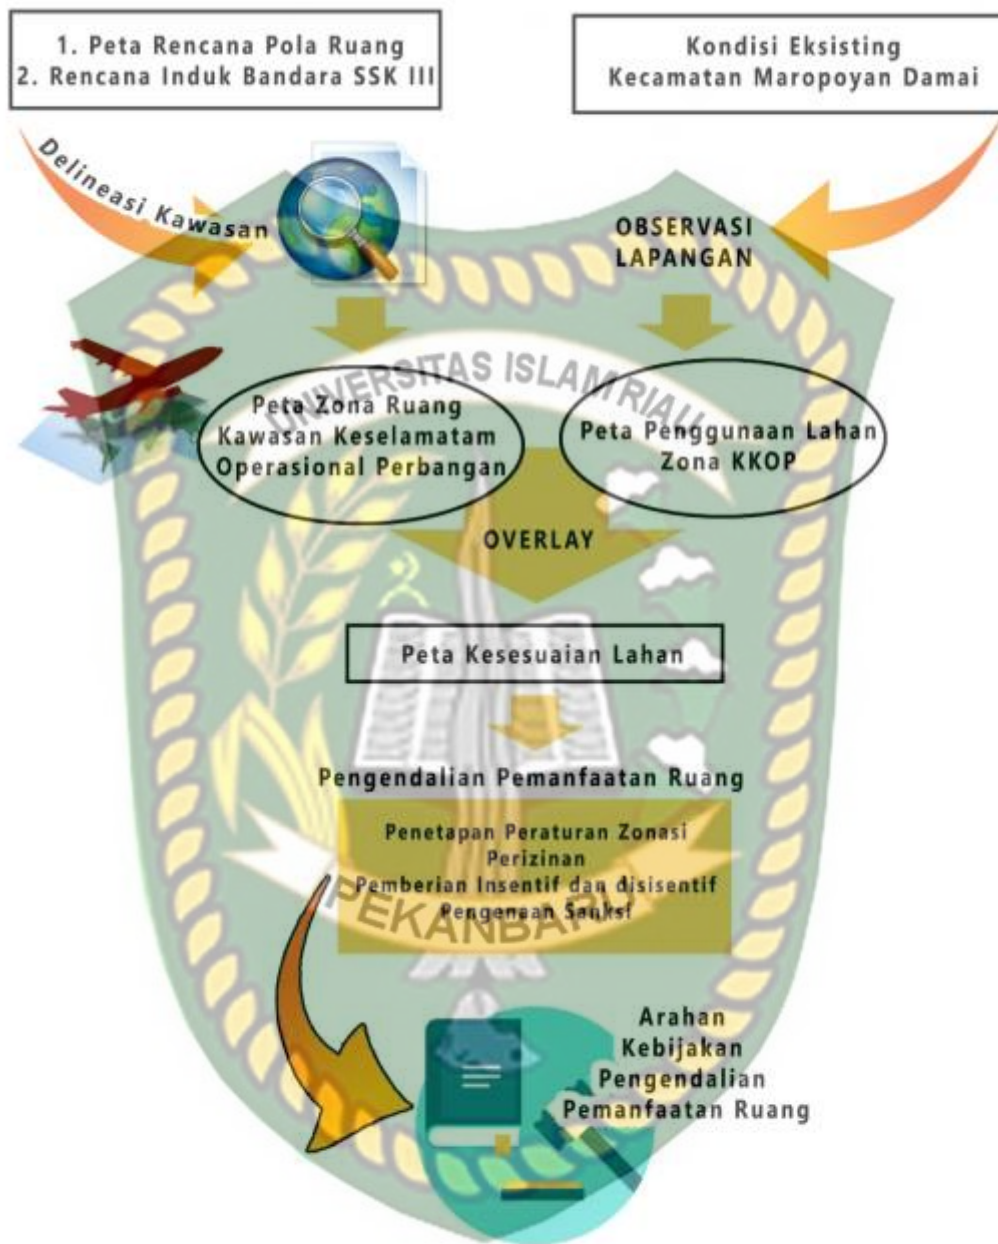 1. Peta Rencana Pola Ruang
2. Rencana Induk Bandara SSK III
Kondisi Eksisting
Kecamatan Maropoyan Damai
Delineasi Kawasan
OBSERVASI
LAPANGAN
UNIVERSITAS ISLAM RIAU
Peta Zona Ruang
Kawasan Keselamatam
Operasional Perbangan
Peta Penggunaan Lahan
Zona KKOP
OVERLAY
Peta Kesesuaian Lahan
Pengendalian Pemanfaatan Ruang
Penetapan Peraturan Zonasi
Perizinan
Pemberian Insentif dan disisentif
Pengenaan Sanksi
PEKANBARU
Arahan
Kebijakan
Pengendalian
Pemanfaatan Ruang